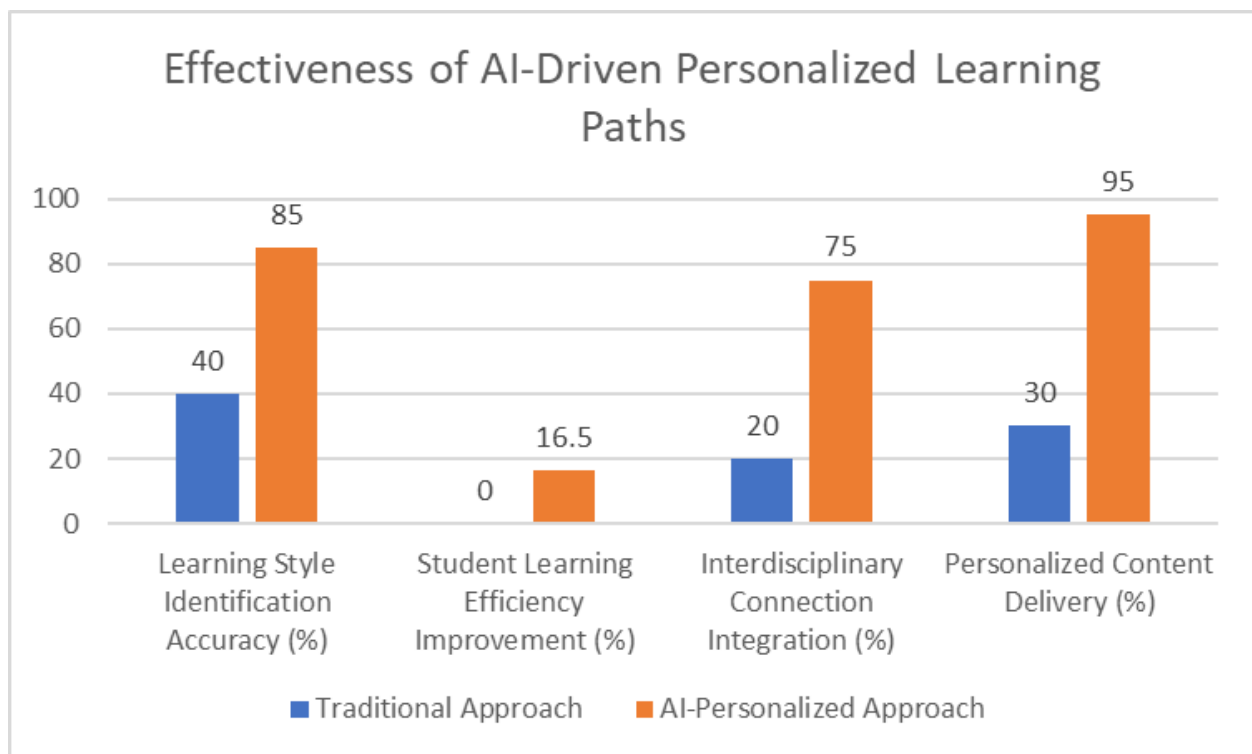 Effectiveness of AI-Driven Personalized Learning
Paths
100
80
60
40
20
0
85
40
16.5
0
75
20
95
30
Learning Style
Identification
Accuracy (%)
Student Learning
Efficiency
Improvement (%)
Interdisciplinary
Connection
Integration (%)
Personalized Content
Delivery (%)
Traditional Approach
AI-Personalized Approach